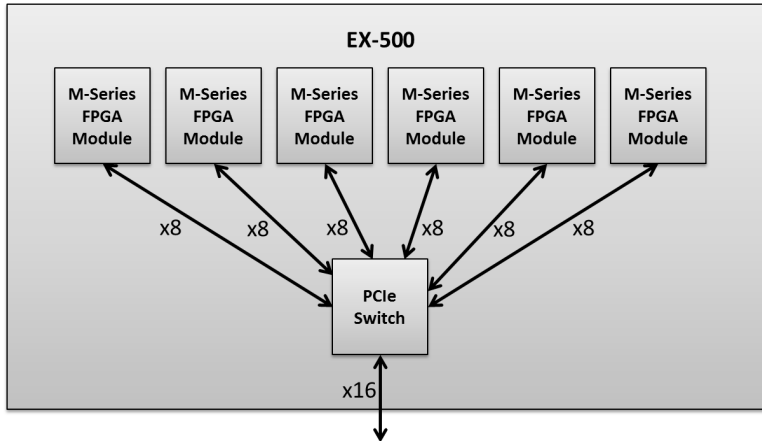 EX-500
M-Series
FPGA
Module
M-Series
FPGA
Module
M-Series
FPGA
Module
M-Series
FPGA
Module
M-Series
FPGA
Module
M-Series
FPGA
Module
x8
x8
x8
x8
x8
x8
PCIe
Switch
x16